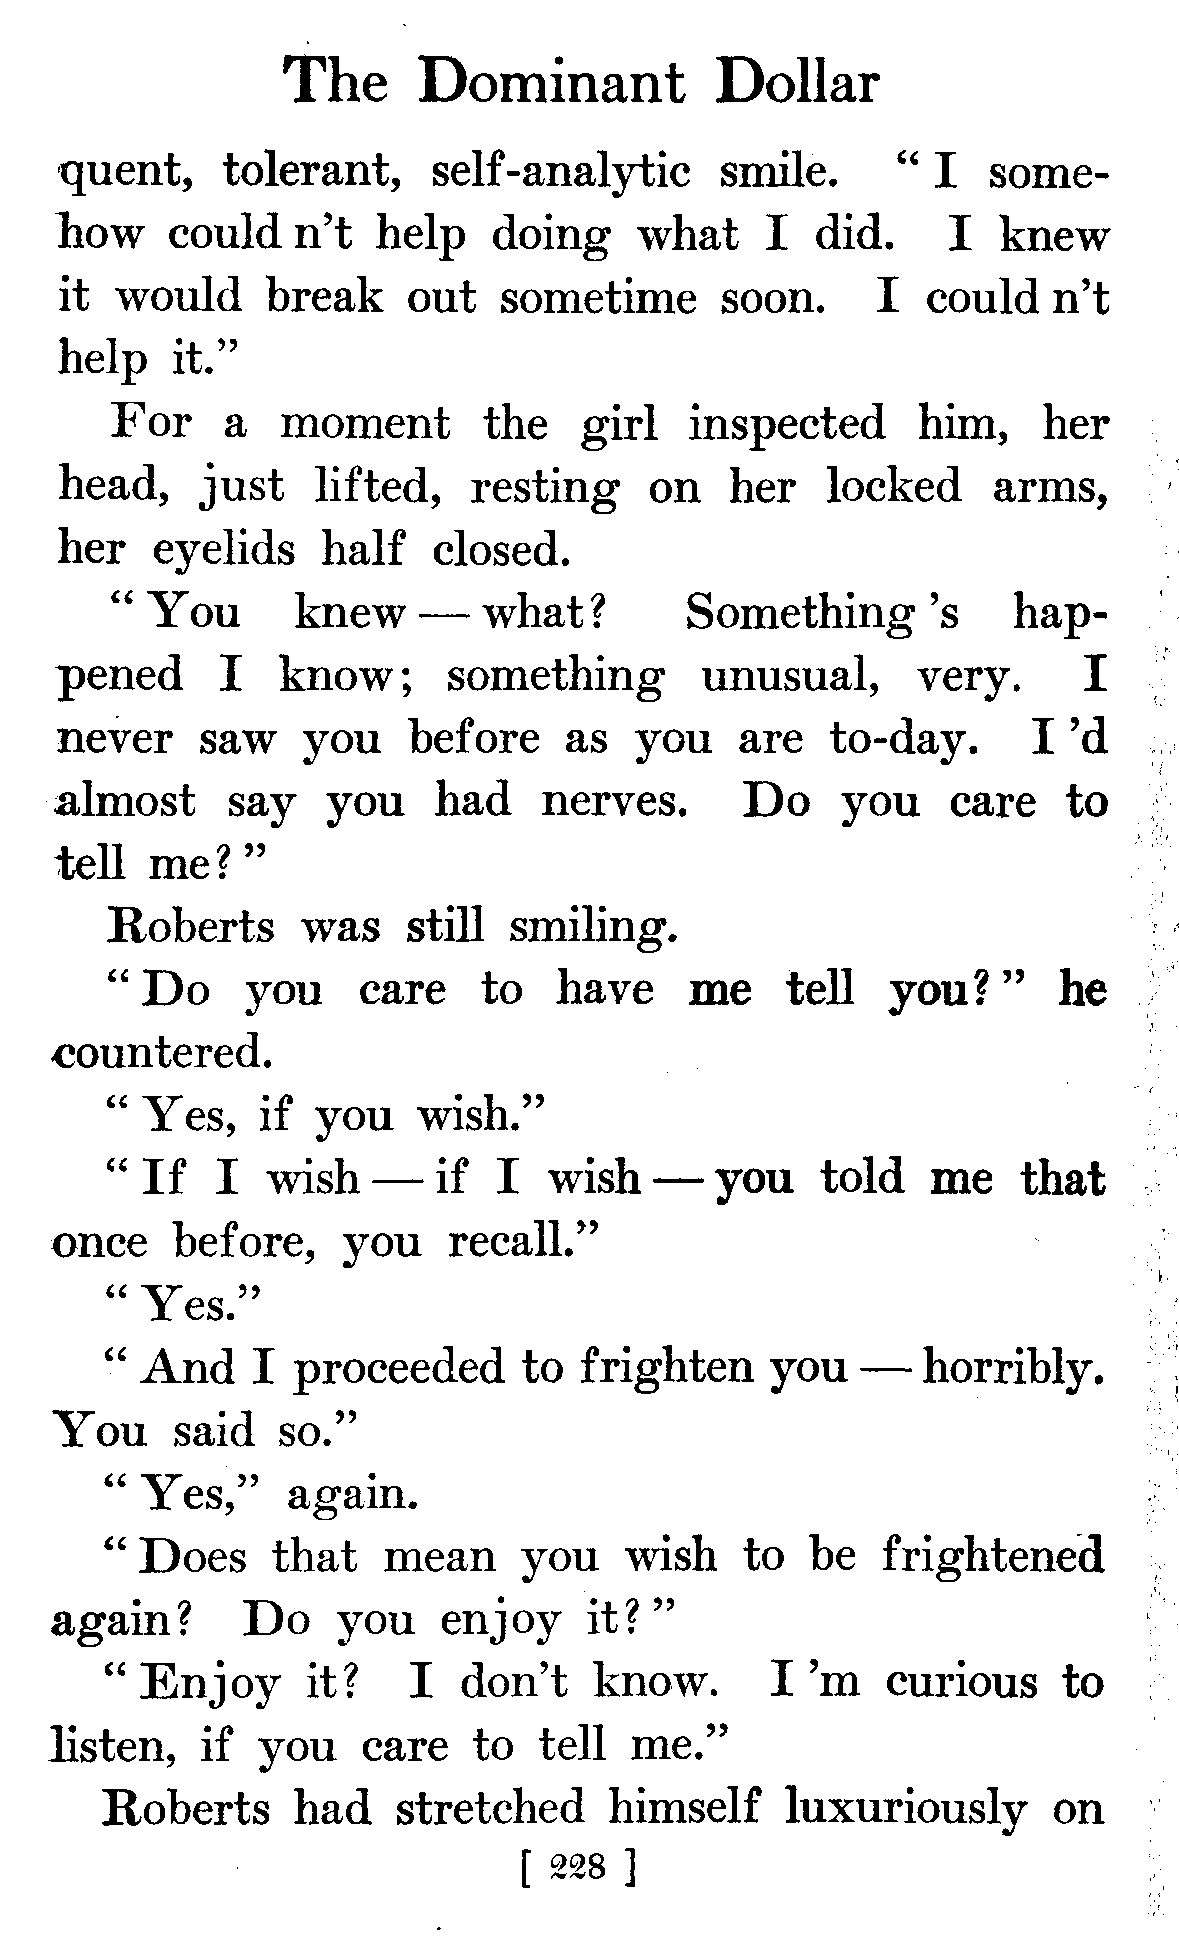 The Dominant Dollar
quent, tolerant, self-analytic smile. “ I some-
how could n’t help doing what I did. I knew
it would break out sometime soon. I could n’t
help it.”
For a moment the girl inspected him, her
head, just lifted, resting on her locked arms,
her eyelids half closed.
“ You knew — what? Something ’s hap-
pened I know; something unusual, very. I
never saw you before as you are to-day. I ’d
almost say you had nerves. Do you care to
tell me? ”
Roberts was still smiling.
“ Do you care to have me tell you? ” he
countered.
“ Yes, if you wish.”
“ If I wish — if I wish — you told me that
once before, you recall.”
“ Yes.”
“ And I proceeded to frighten you — horribly.
You said so.”
“ Yes,” again.
“ Does that mean you wish to be frightened
again? Do you enjoy it? ”
“ Enjoy it? I don’t know. I ’m curious to
listen, if you care to tell me.”
Roberts had stretched himself luxuriously on
[ 228 ]